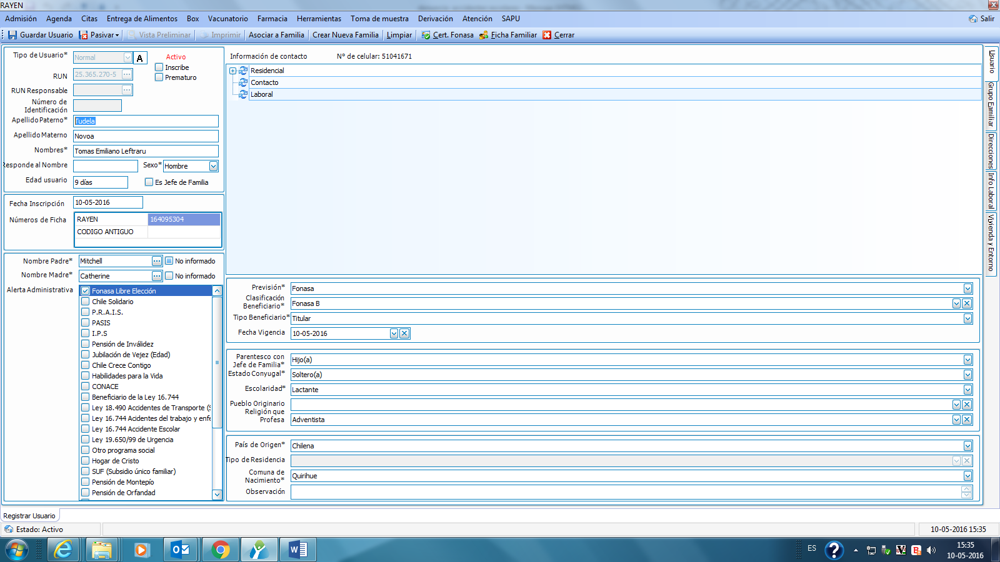 RAYEN
Admisión Agenda Citas Entrega de Alimentos Box Vacunatorio Farmacia Herramientas Toma de muestra Derivación Atención SAPU Salir
Guardar Usuario Pasivar Vista Preliminar Imprimir Asociar a Familia Crear Nueva Familia Limpiar Cert. Fonasa Ficha Familiar Cerrar
Tipo de Usuario* Normal A Activo
Inscribe
RUN 25.365.270-5 Prematuro
RUN Responsable
Número de
Identificación
Apellido Paterno* Tudela
Apellido Materno Novoa
Nombres* Tomas Emiliano Leftraru
Responde al Nombre Sexo* Hombre
Edad usuario 9 días Es Jefe de Familia
Fecha Inscripción 10-05-2016
Números de Ficha RAYEN 164095304
CODIGO ANTIGUO
Nombre Padre* Mitchell No informado
Nombre Madre* Catherine No informado
Alerta Administrativa Fonasa Libre Elección
Chile Solidario
P.R.A.I.S.
PASIS
I.P.S
Pensión de Inválidez
Jubilación de Vejez (Edad)
Chile Crece Contigo
Habilidades para la Vida
CONACE
Beneficiario de la Ley 16.744
Ley 18.490 Accidentes de Transporte (S
Ley 16.744 Acidentes del trabajo y enfe
Ley 16.744 Accidente Escolar
Ley 19.650/99 de Urgencia
Otro programa social
Hogar de Cristo
SUF (Subsidio único familiar)
Pensión de Montepío
Pensión de Orfandad
Información de contacto N° de celular: 51041671
Residencial
Contacto
Laboral
Previsión* Fonasa
Clasificación
Beneficiario* Fonasa B
Tipo Beneficiario* Titular
Fecha Vigencia 10-05-2016
Parentesco con
Jefe de Familia* Hijo(a)
Estado Conyugal* Soltero(a)
Escolaridad* Lactante
Pueblo Originario
Religión que
Profesa Adventista
País de Origen* Chilena
Tipo de Residencia
Comuna de
Nacimiento* Quirihue
Observación
Usuario
Grupo Familiar
Direcciones
Info Laboral
Vivienda y Entorno
Registrar Usuario
Estado: Activo 10-05-2016 15:35
ES 15:35
10-05-2016